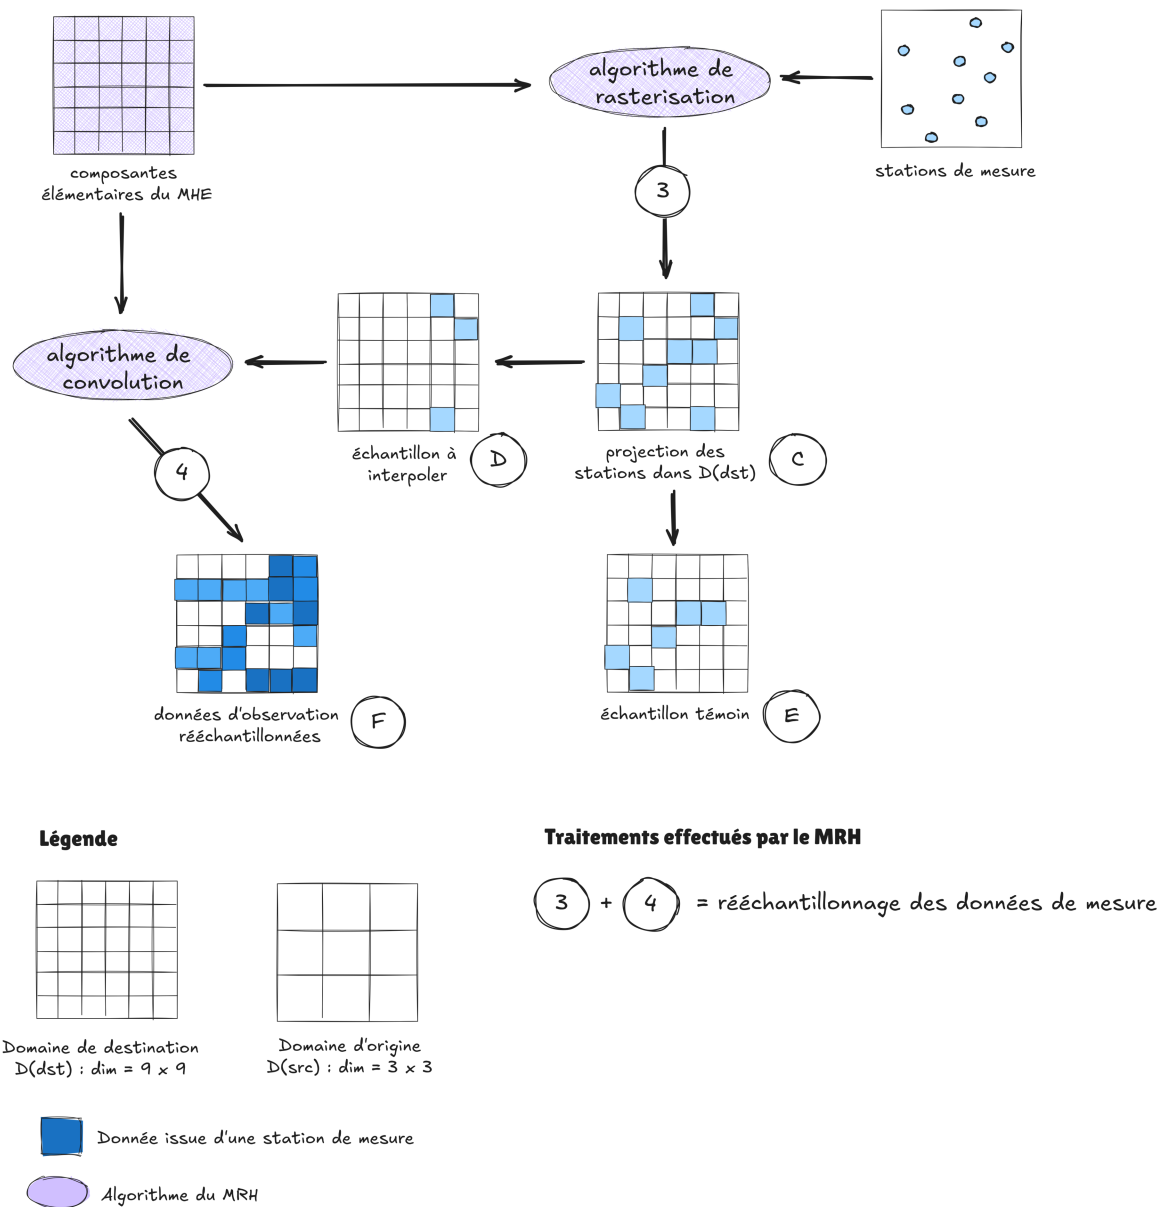 algorithme de
rasterisation
composantes
élémentaires du MHE
stations de mesure
3
algorithme de
convolution
échantillon à
interpoler
D
projection des
stations dans D(dst)
C
4
données d'observation
rééchantillonnées
F
échantillon témoin
E
Légende
Traitements effectués par le MRH
3 + 4 = rééchantillonnage des données de mesure
Domaine de destination
D(dst) : dim = 9 x 9
Domaine d'origine
D(src) : dim = 3 x 3
Donnée issue d'une station de mesure
Algorithme du MRH